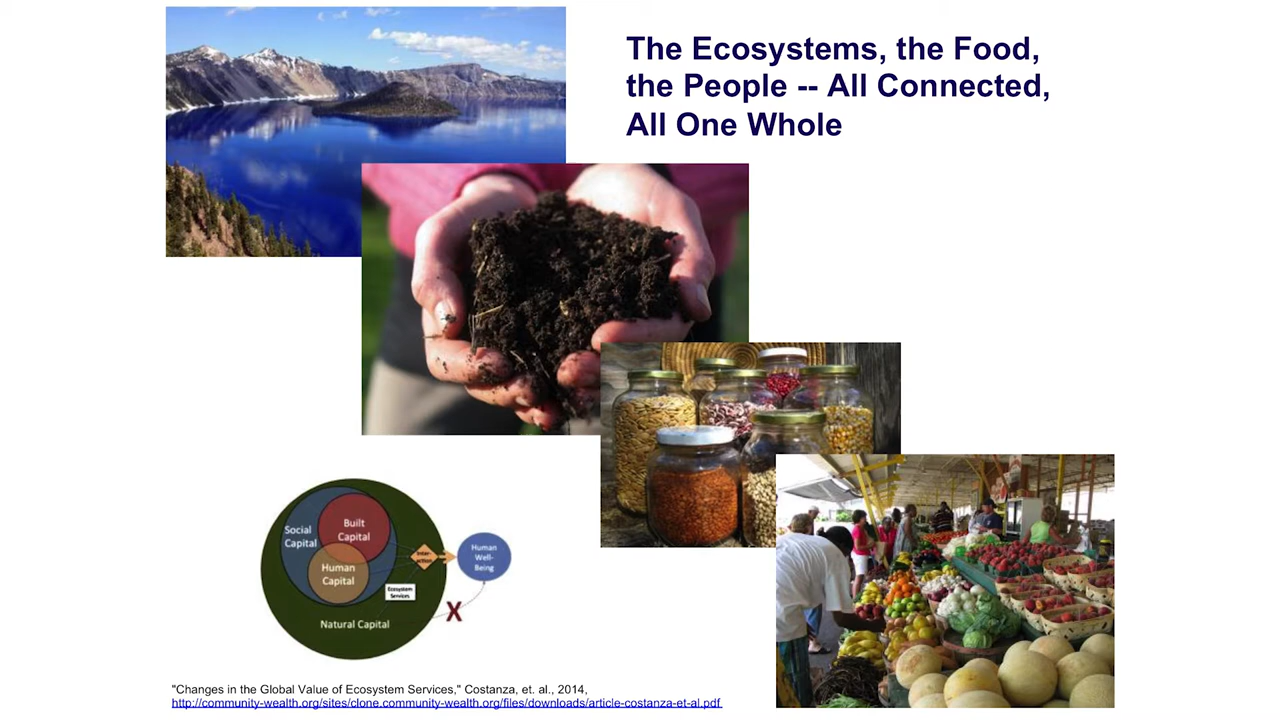 The Ecosystems, the Food,
the People -- All Connected,
All One Whole
Social
Capital
Built
Capital
Human
Capital
Inter-
action
Human
Well-
Being
Ecosystem
Services
X
Natural Capital
"Changes in the Global Value of Ecosystem Services," Costanza, et. al., 2014,
http://community-wealth.org/sites/clone.community-wealth.org/files/downloads/article-costanza-et-al.pdf